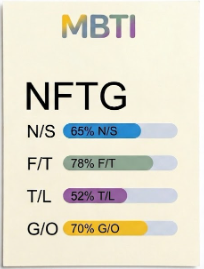 MBTI
NFTG
N/S 65% N/S
F/T 78% F/T
T/L 52% T/L
G/O 70% G/O